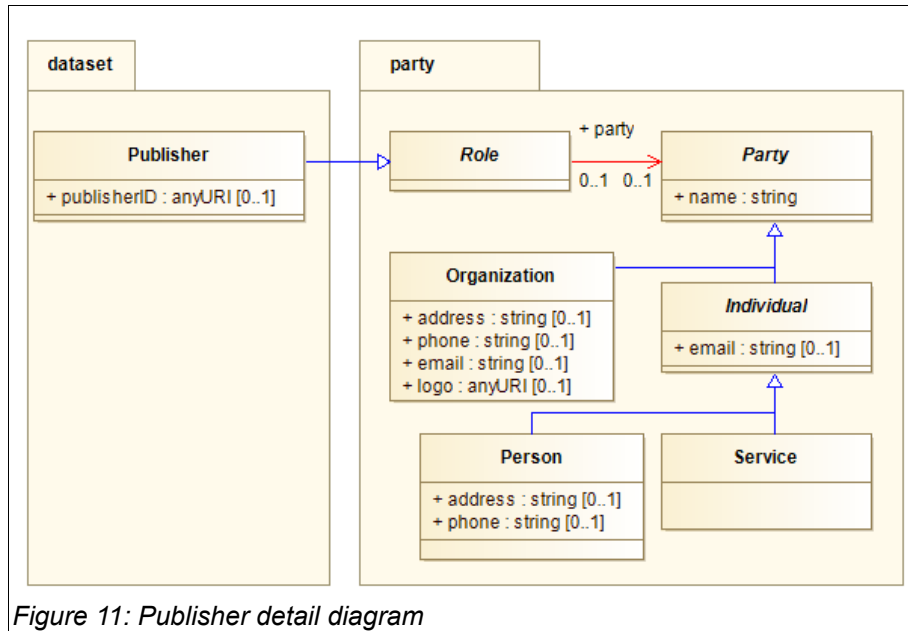 dataset
party
Publisher
+ publisherID : anyURI [0..1]
Role
+ party
0..1 0..1
Party
+ name : string
Organization
+ address : string [0..1]
+ phone : string [0..1]
+ email : string [0..1]
+ logo : anyURI [0..1]
Individual
+ email : string [0..1]
Person
+ address : string [0..1]
+ phone : string [0..1]
Service
Figure 11: Publisher detail diagram